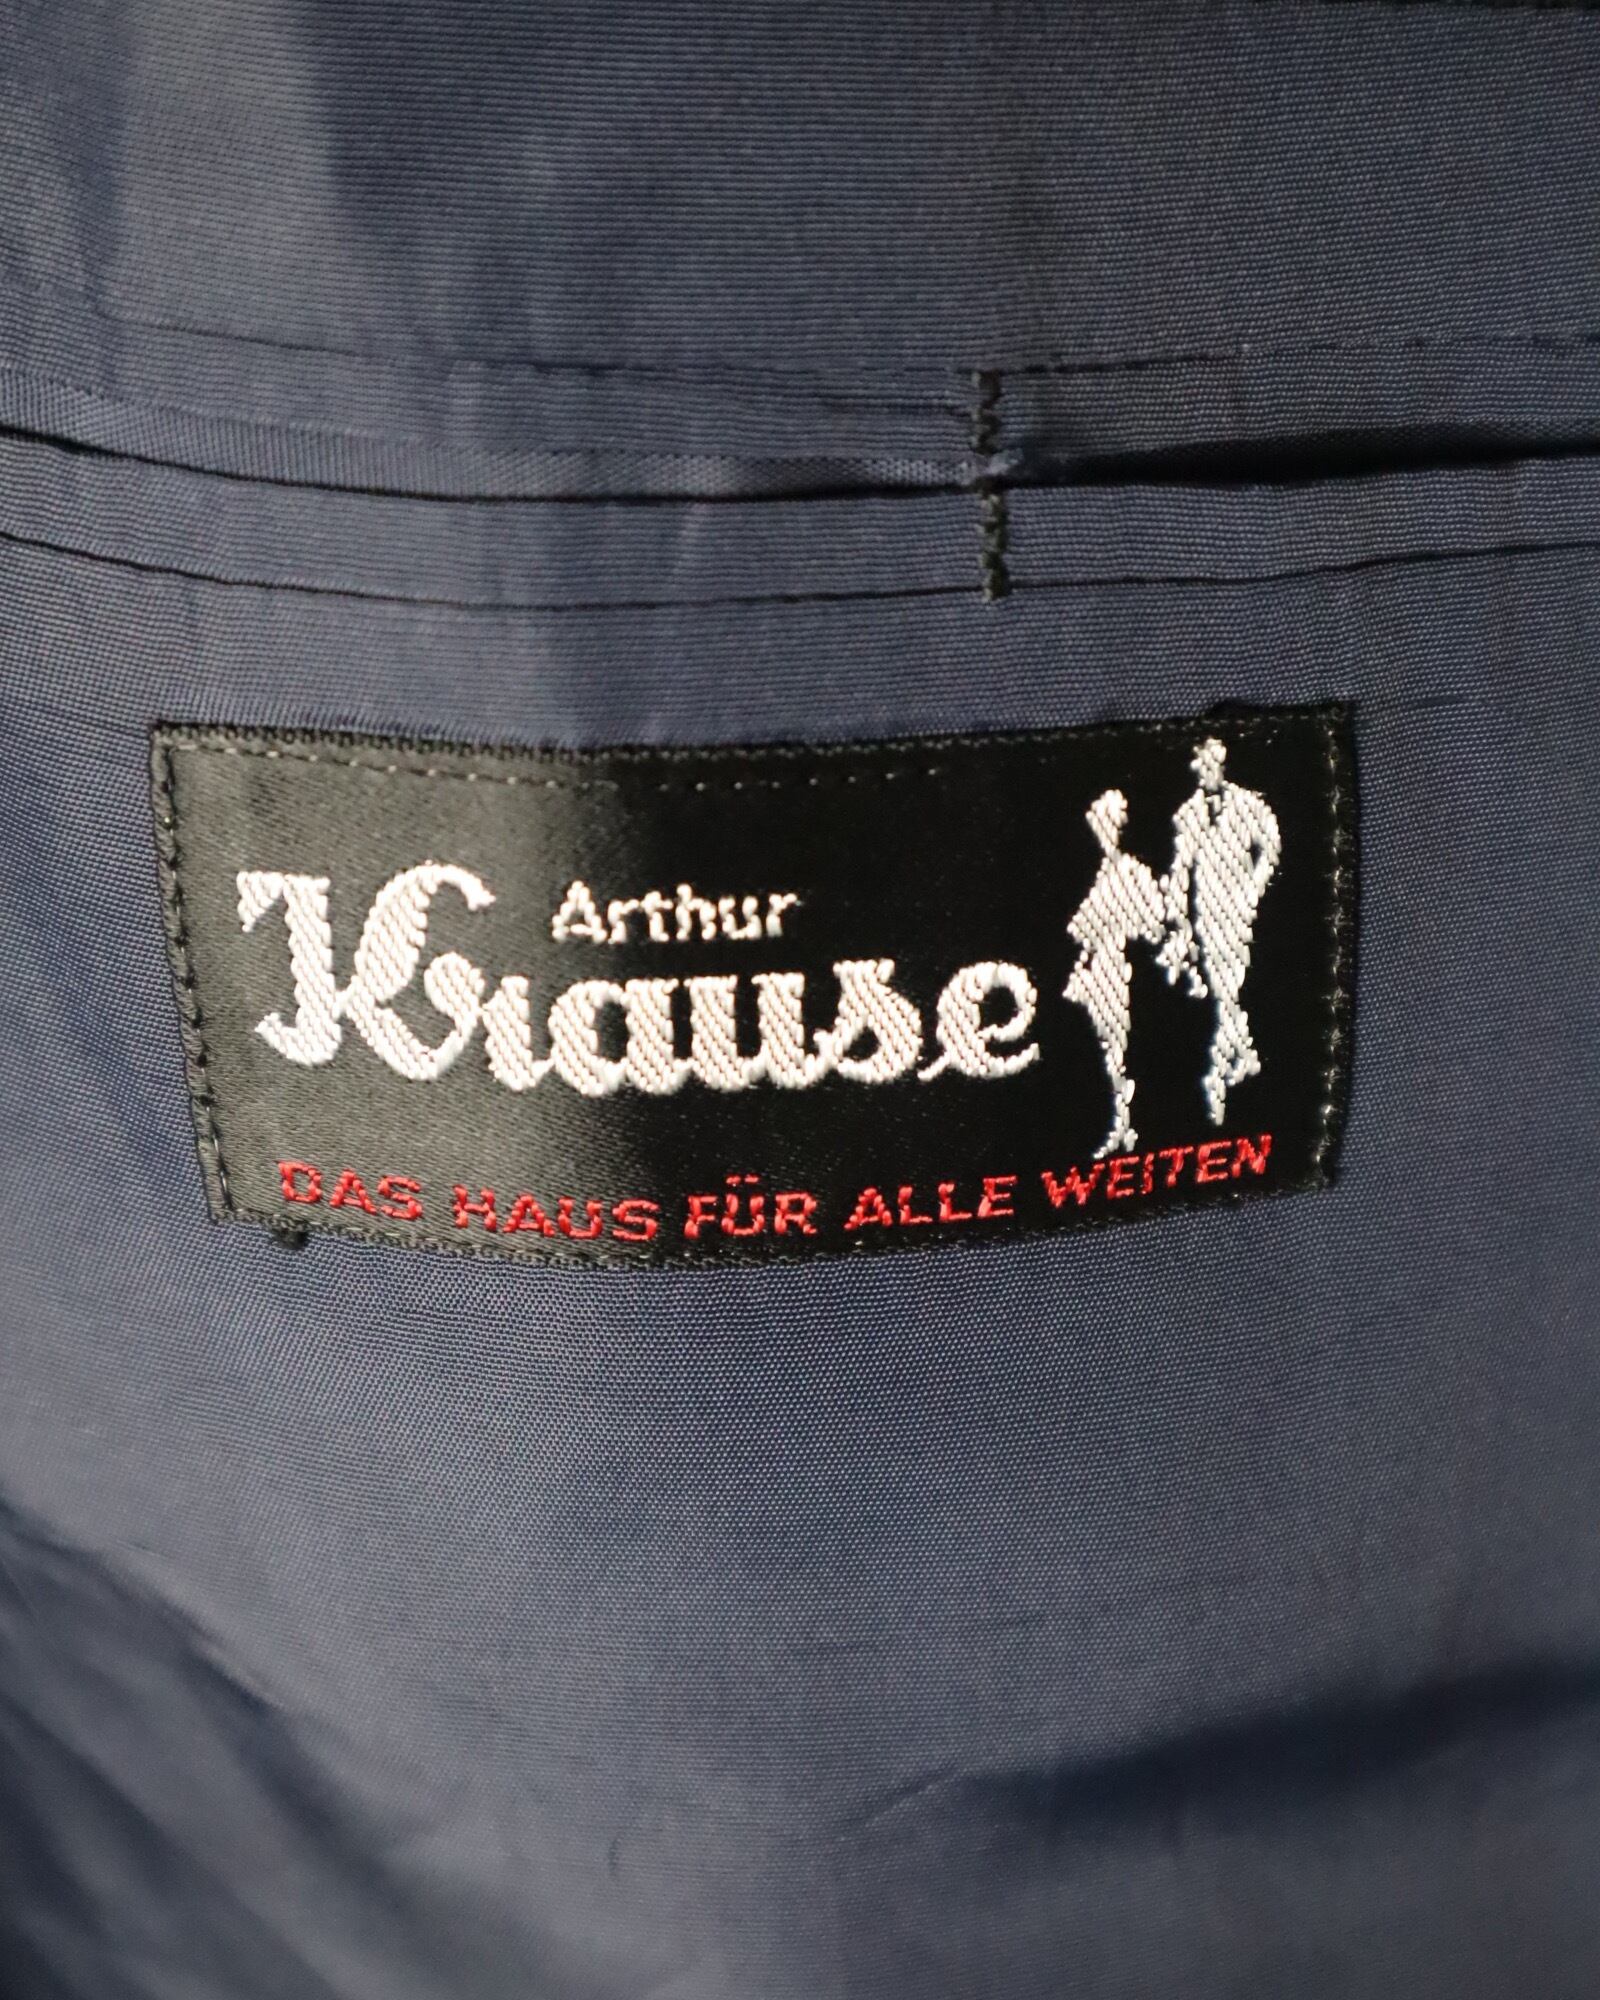 Arthur
Krause
DAS HAUS FÜR ALLE WEITEN